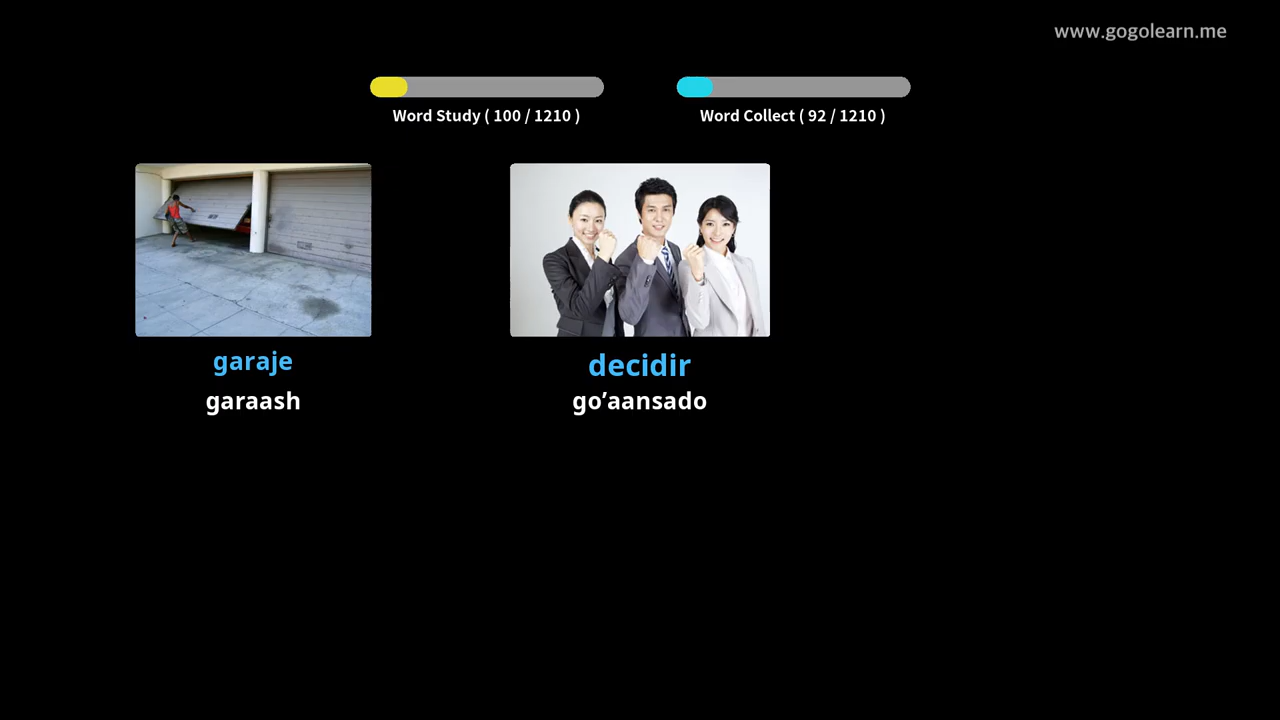 www.gogolearn.me
Word Study ( 100 / 1210 )
Word Collect ( 92 / 1210 )
garaje
garaash
decidir
go’aansado